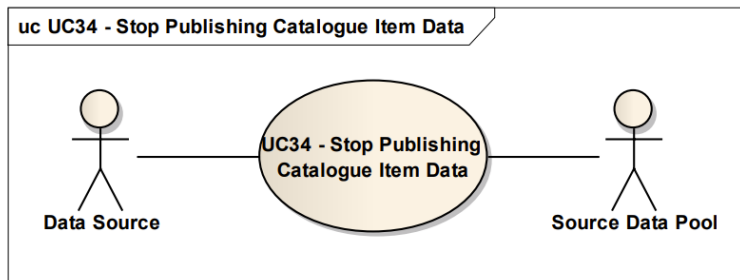 uc UC34 - Stop Publishing Catalogue Item Data
UC34 - Stop Publishing
Catalogue Item Data
Data Source
Source Data Pool